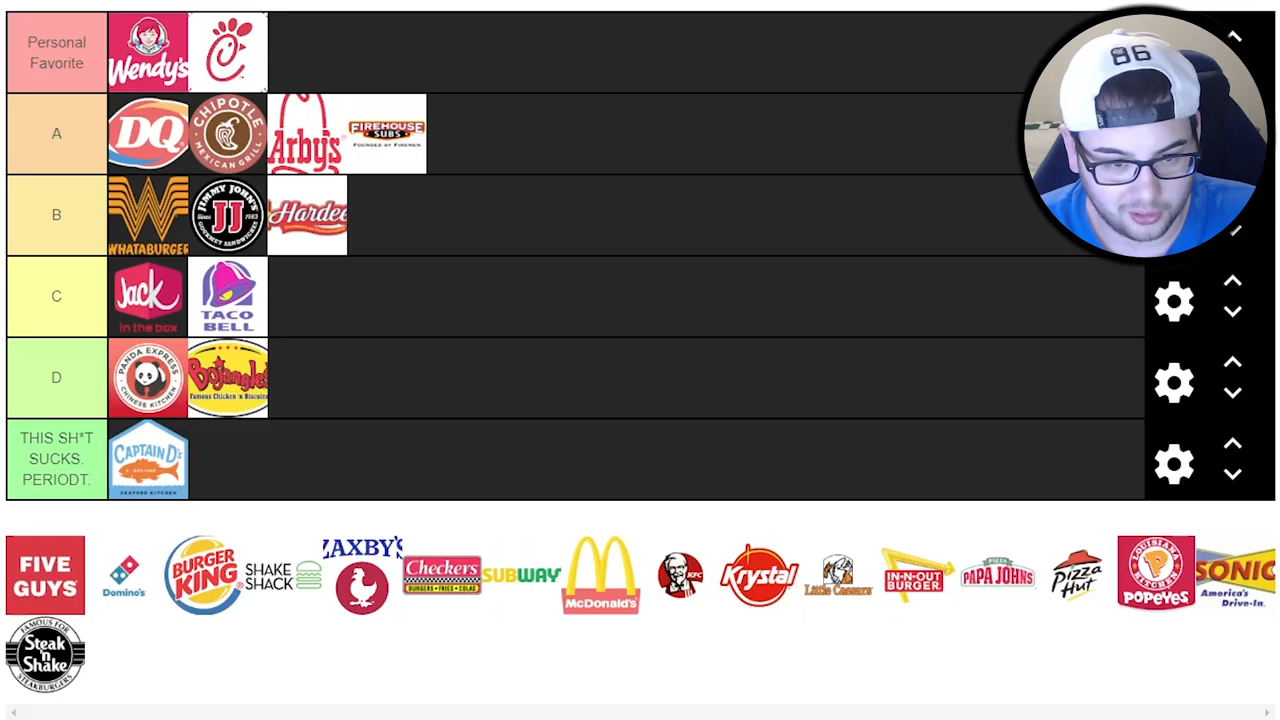 Personal
Favorite
Wendy's
C
86
A
DQ
CHIPOTLE
MEXICAN GRILL
Arby's
FIREHOUSE
SUBS
FOUNDED BY FIREMEN
B
W
WHATABURGER
JIMMY JOHN'S
Since JJ 1983
GOURMET SANDWICHES
Hardee
C
Jack
in the box
TACO
BELL
D
PANDA EXPRESS
CHINESE KITCHEN
Bojangles
Famous Chicken 'n Biscuits
THIS SH*T
SUCKS.
PERIODT.
CAPTAIN D's
SEAFOOD KITCHEN
FIVE
GUYS
Domino's
BURGER
KING
SHAKE
SHACK
ZAXBY'S
Checkers
BURGERS • FRIES • COLAS
SUBWAY
McDonald's
KFC
Krystal
Little Caesars
IN-N-OUT
BURGER
PIZZA
PAPA JOHNS
Pizza
Hut
LOUISIANA
KITCHEN
POPEYES
SONIC
America's
Drive-In.
FAMOUS FOR
Steak
'n
Shake
STEAKBURGERS